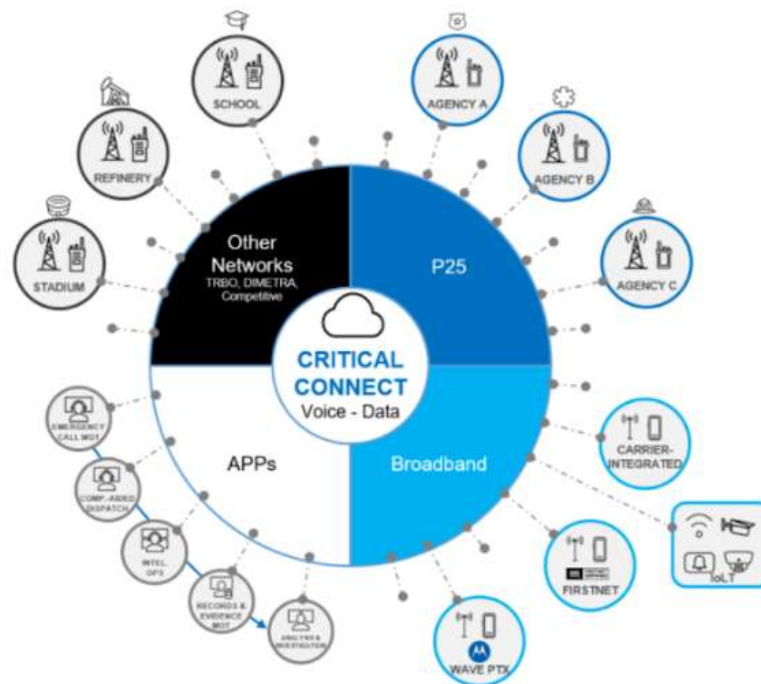 SCHOOL
AGENCY A
REFINERY
AGENCY B
STADIUM
AGENCY C
Other
Networks
TRBO, DIMETRA,
Competitive
P25
CRITICAL
CONNECT
Voice - Data
APPs
Broadband
EMERGENCY
CALL MGT
COMP.-AIDED
DISPATCH
INTEL.
OPS
RECORDS &
EVIDENCE
MGT
ANALYSIS &
INVESTIGATION
CARRIER-
INTEGRATED
IoLT
FIRSTNET
WAVE PTX